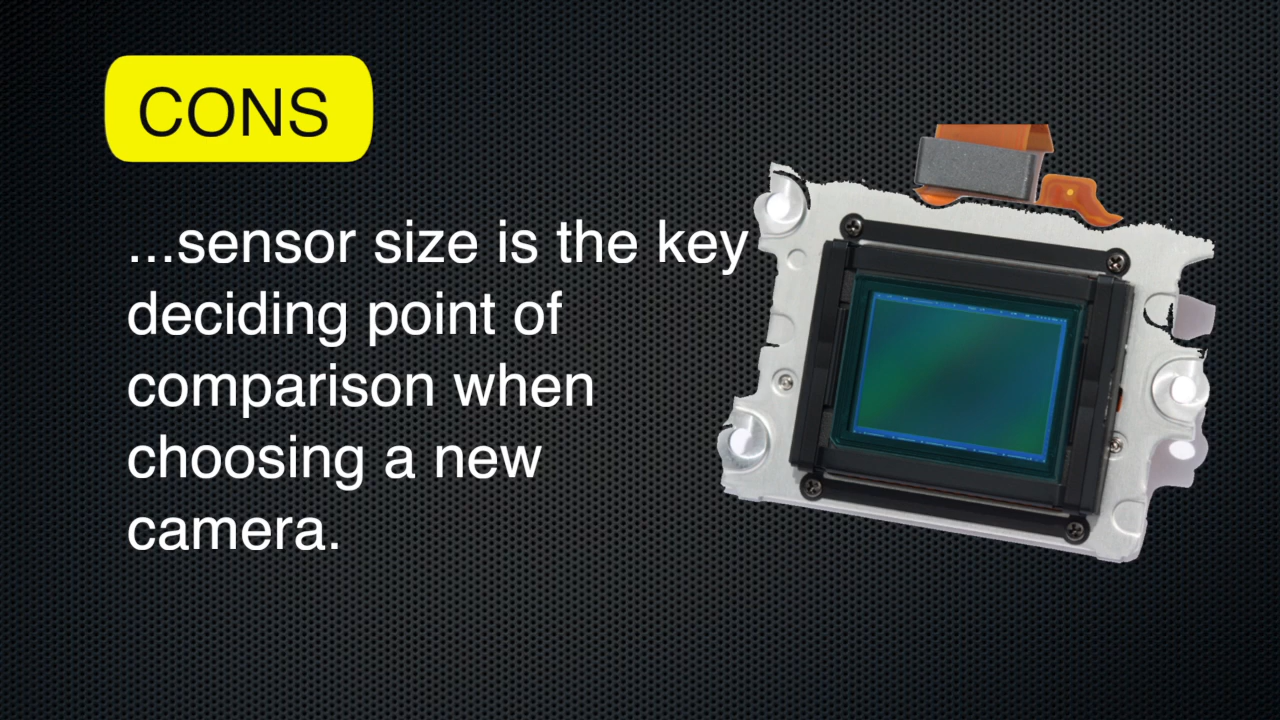 CONS
...sensor size is the key
deciding point of
comparison when
choosing a new
camera.